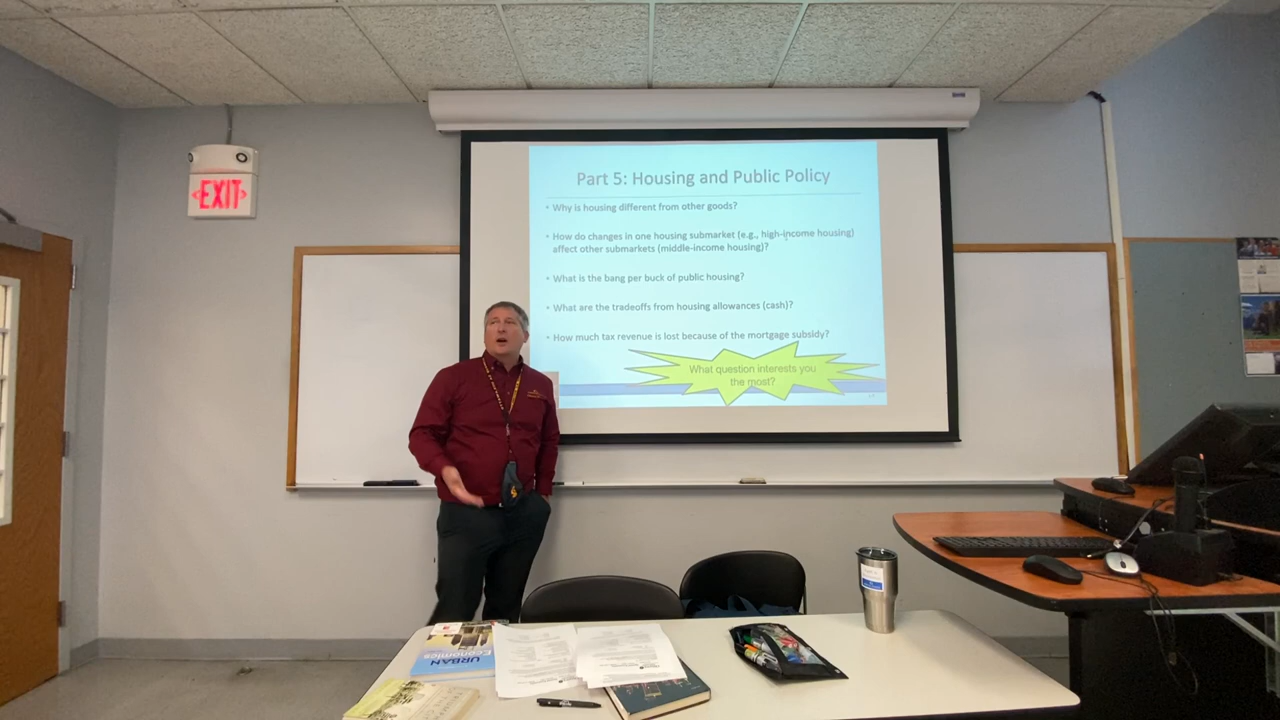 EXIT
Part 5: Housing and Public Policy
• Why is housing different from other goods?
• How do changes in one housing submarket (e.g., high-income housing)
affect other submarkets (middle-income housing)?
• What is the bang per buck of public housing?
• What are the tradeoffs from housing allowances (cash)?
• How much tax revenue is lost because of the mortgage subsidy?
What question interests you
the most?
URBAN
Economics